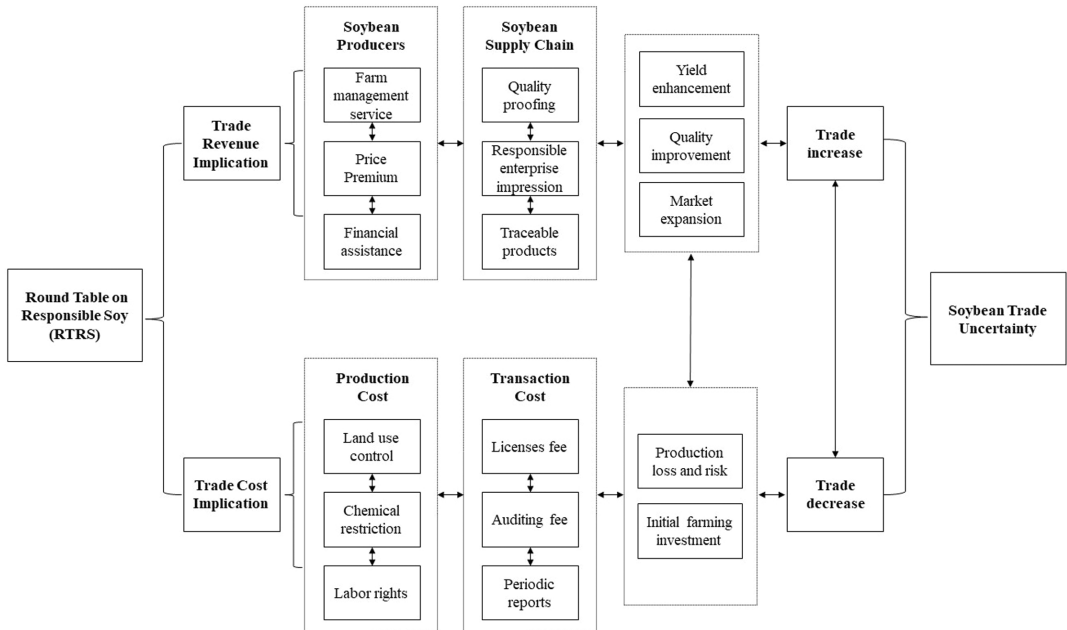 Round Table on
Responsible Soy
(RTRS)
Trade
Revenue
Implication
Soybean
Producers
Farm
management
service
Price
Premium
Financial
assistance
Soybean
Supply Chain
Quality
proofing
Responsible
enterprise
impression
Traceable
products
Yield
enhancement
Quality
improvement
Market
expansion
Trade
increase
Trade Cost
Implication
Production
Cost
Land use
control
Chemical
restriction
Labor rights
Transaction
Cost
Licenses fee
Auditing fee
Periodic
reports
Production
loss and risk
Initial farming
investment
Trade
decrease
Soybean Trade
Uncertainty